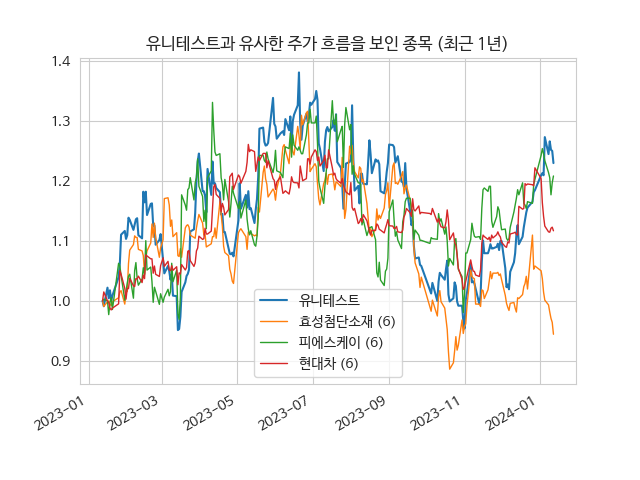 유니테스트과 유사한 주가 흐름을 보인 종목 (최근 1년)
1.4
1.3
1.2
1.1
1.0
0.9
유니테스트
효성첨단소재 (6)
피에스케이 (6)
현대차 (6)
2023-01
2023-03
2023-05
2023-07
2023-09
2023-11
2024-01